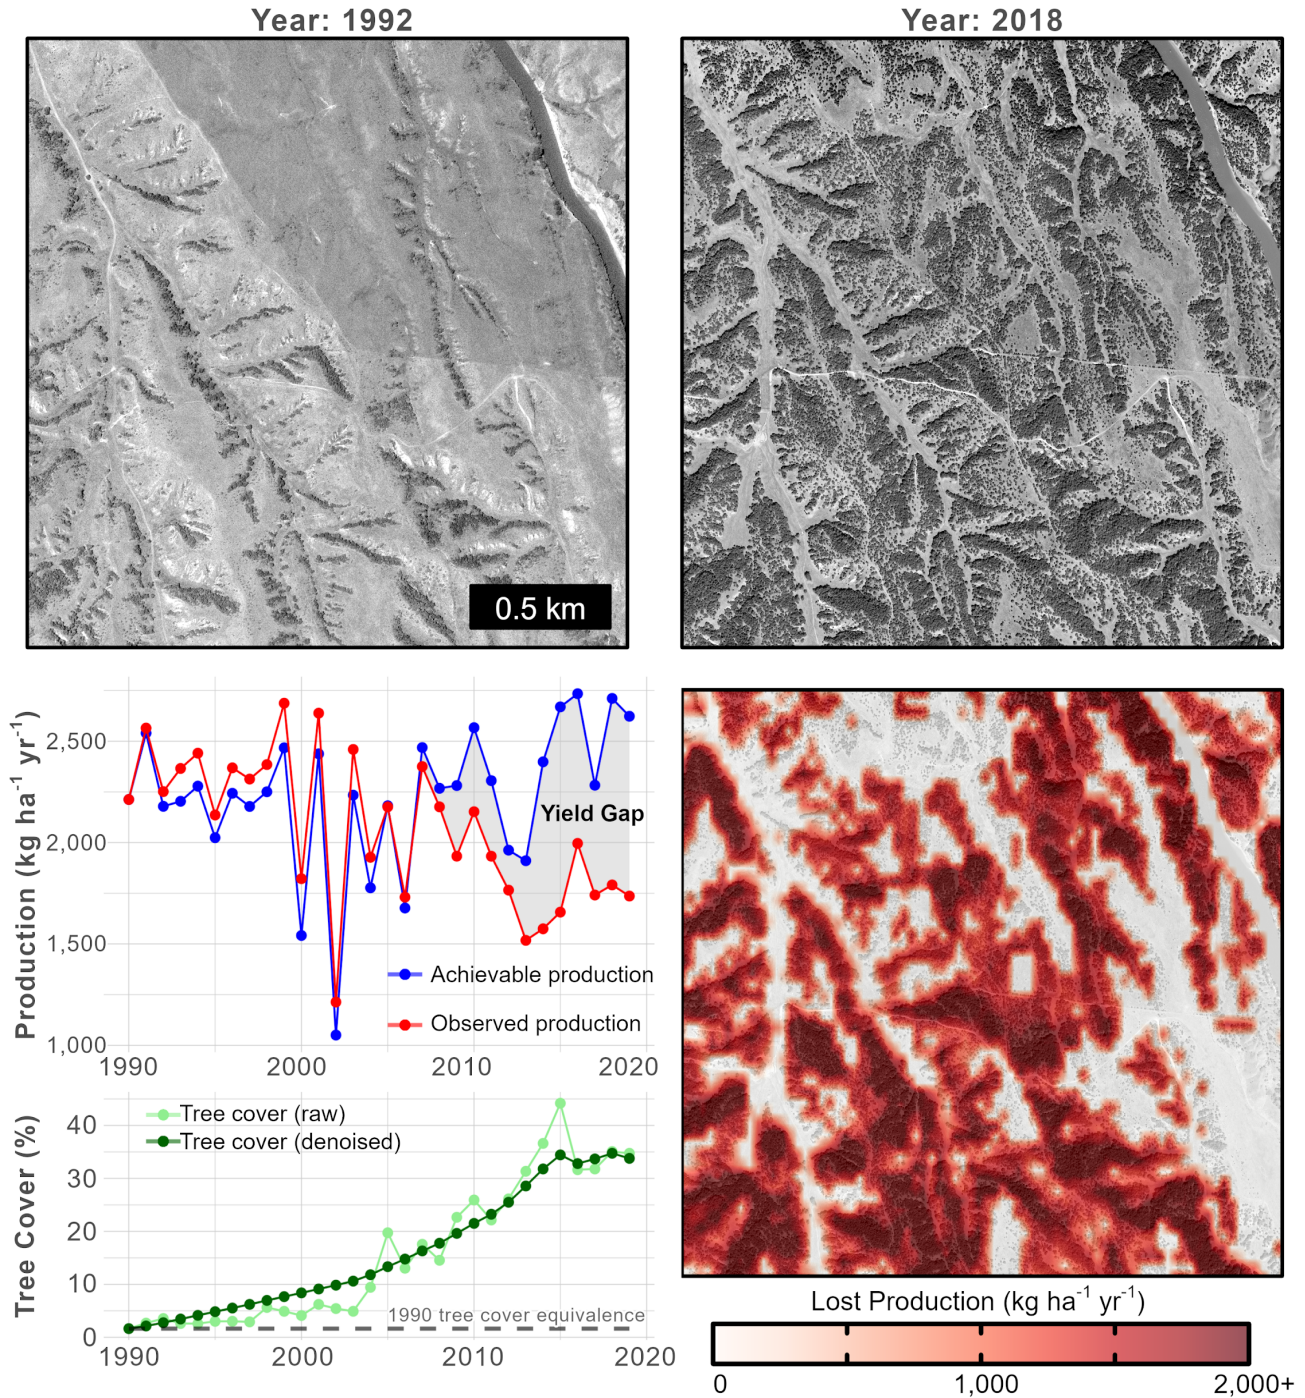 Year: 1992
Year: 2018
0.5 km
Production (kg ha⁻¹ yr⁻¹)
2,500
2,000
1,500
1,000
Yield Gap
Achievable production
Observed production
1990
2000
2010
2020
Tree Cover (%)
40
30
20
10
0
Tree cover (raw)
Tree cover (denoised)
1990 tree cover equivalence
1990
2000
2010
2020
Lost Production (kg ha⁻¹ yr⁻¹)
0
1,000
2,000+